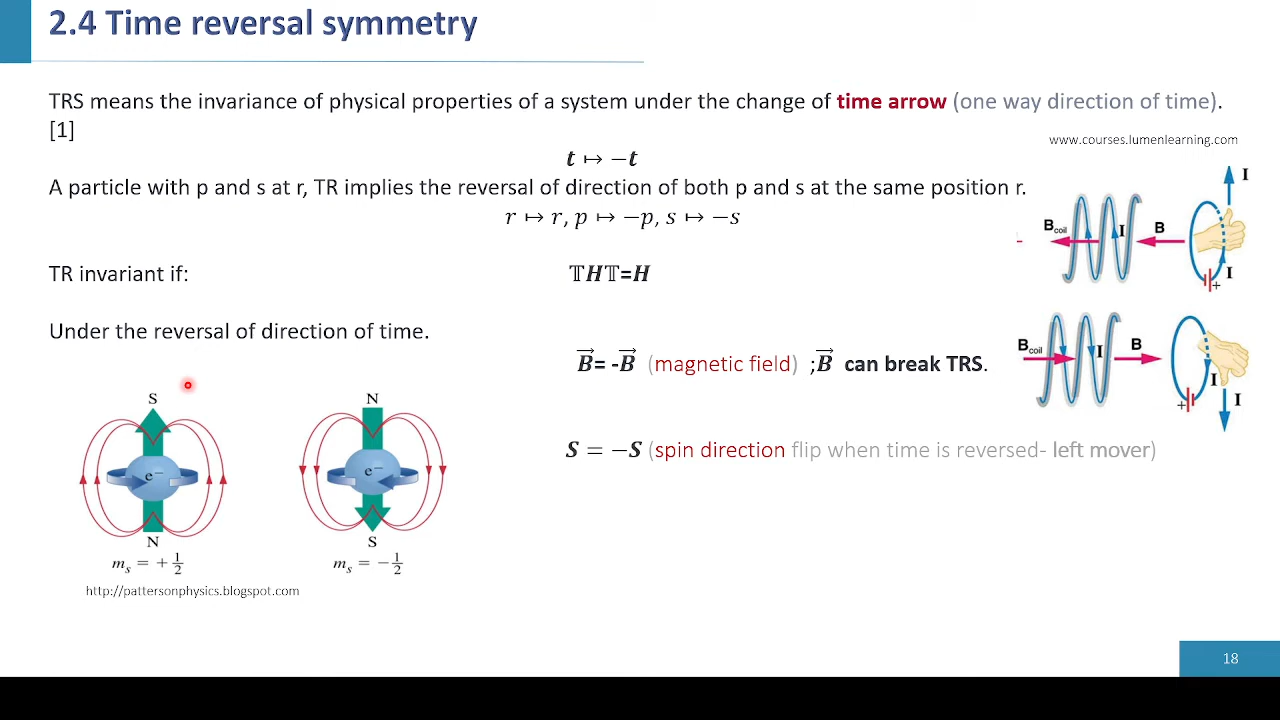 2.4 Time reversal symmetry
TRS means the invariance of physical properties of a system under the change of time arrow (one way direction of time).
[1]
www.courses.lumenlearning.com
t ↦ −t
A particle with p and s at r, TR implies the reversal of direction of both p and s at the same position r.
r ↦ r, p ↦ −p, s ↦ −s
I
B coil
I
B
I
+
TR invariant if:
𝕋H𝕋=H
Under the reversal of direction of time.
B⃗= -B⃗ (magnetic field) ;B⃗ can break TRS.
B coil
I
B
I
+
I
S = −S (spin direction flip when time is reversed- left mover)
S
e⁻
N
mₛ = + 1/2
N
e⁻
S
mₛ = − 1/2
http://pattersonphysics.blogspot.com
18